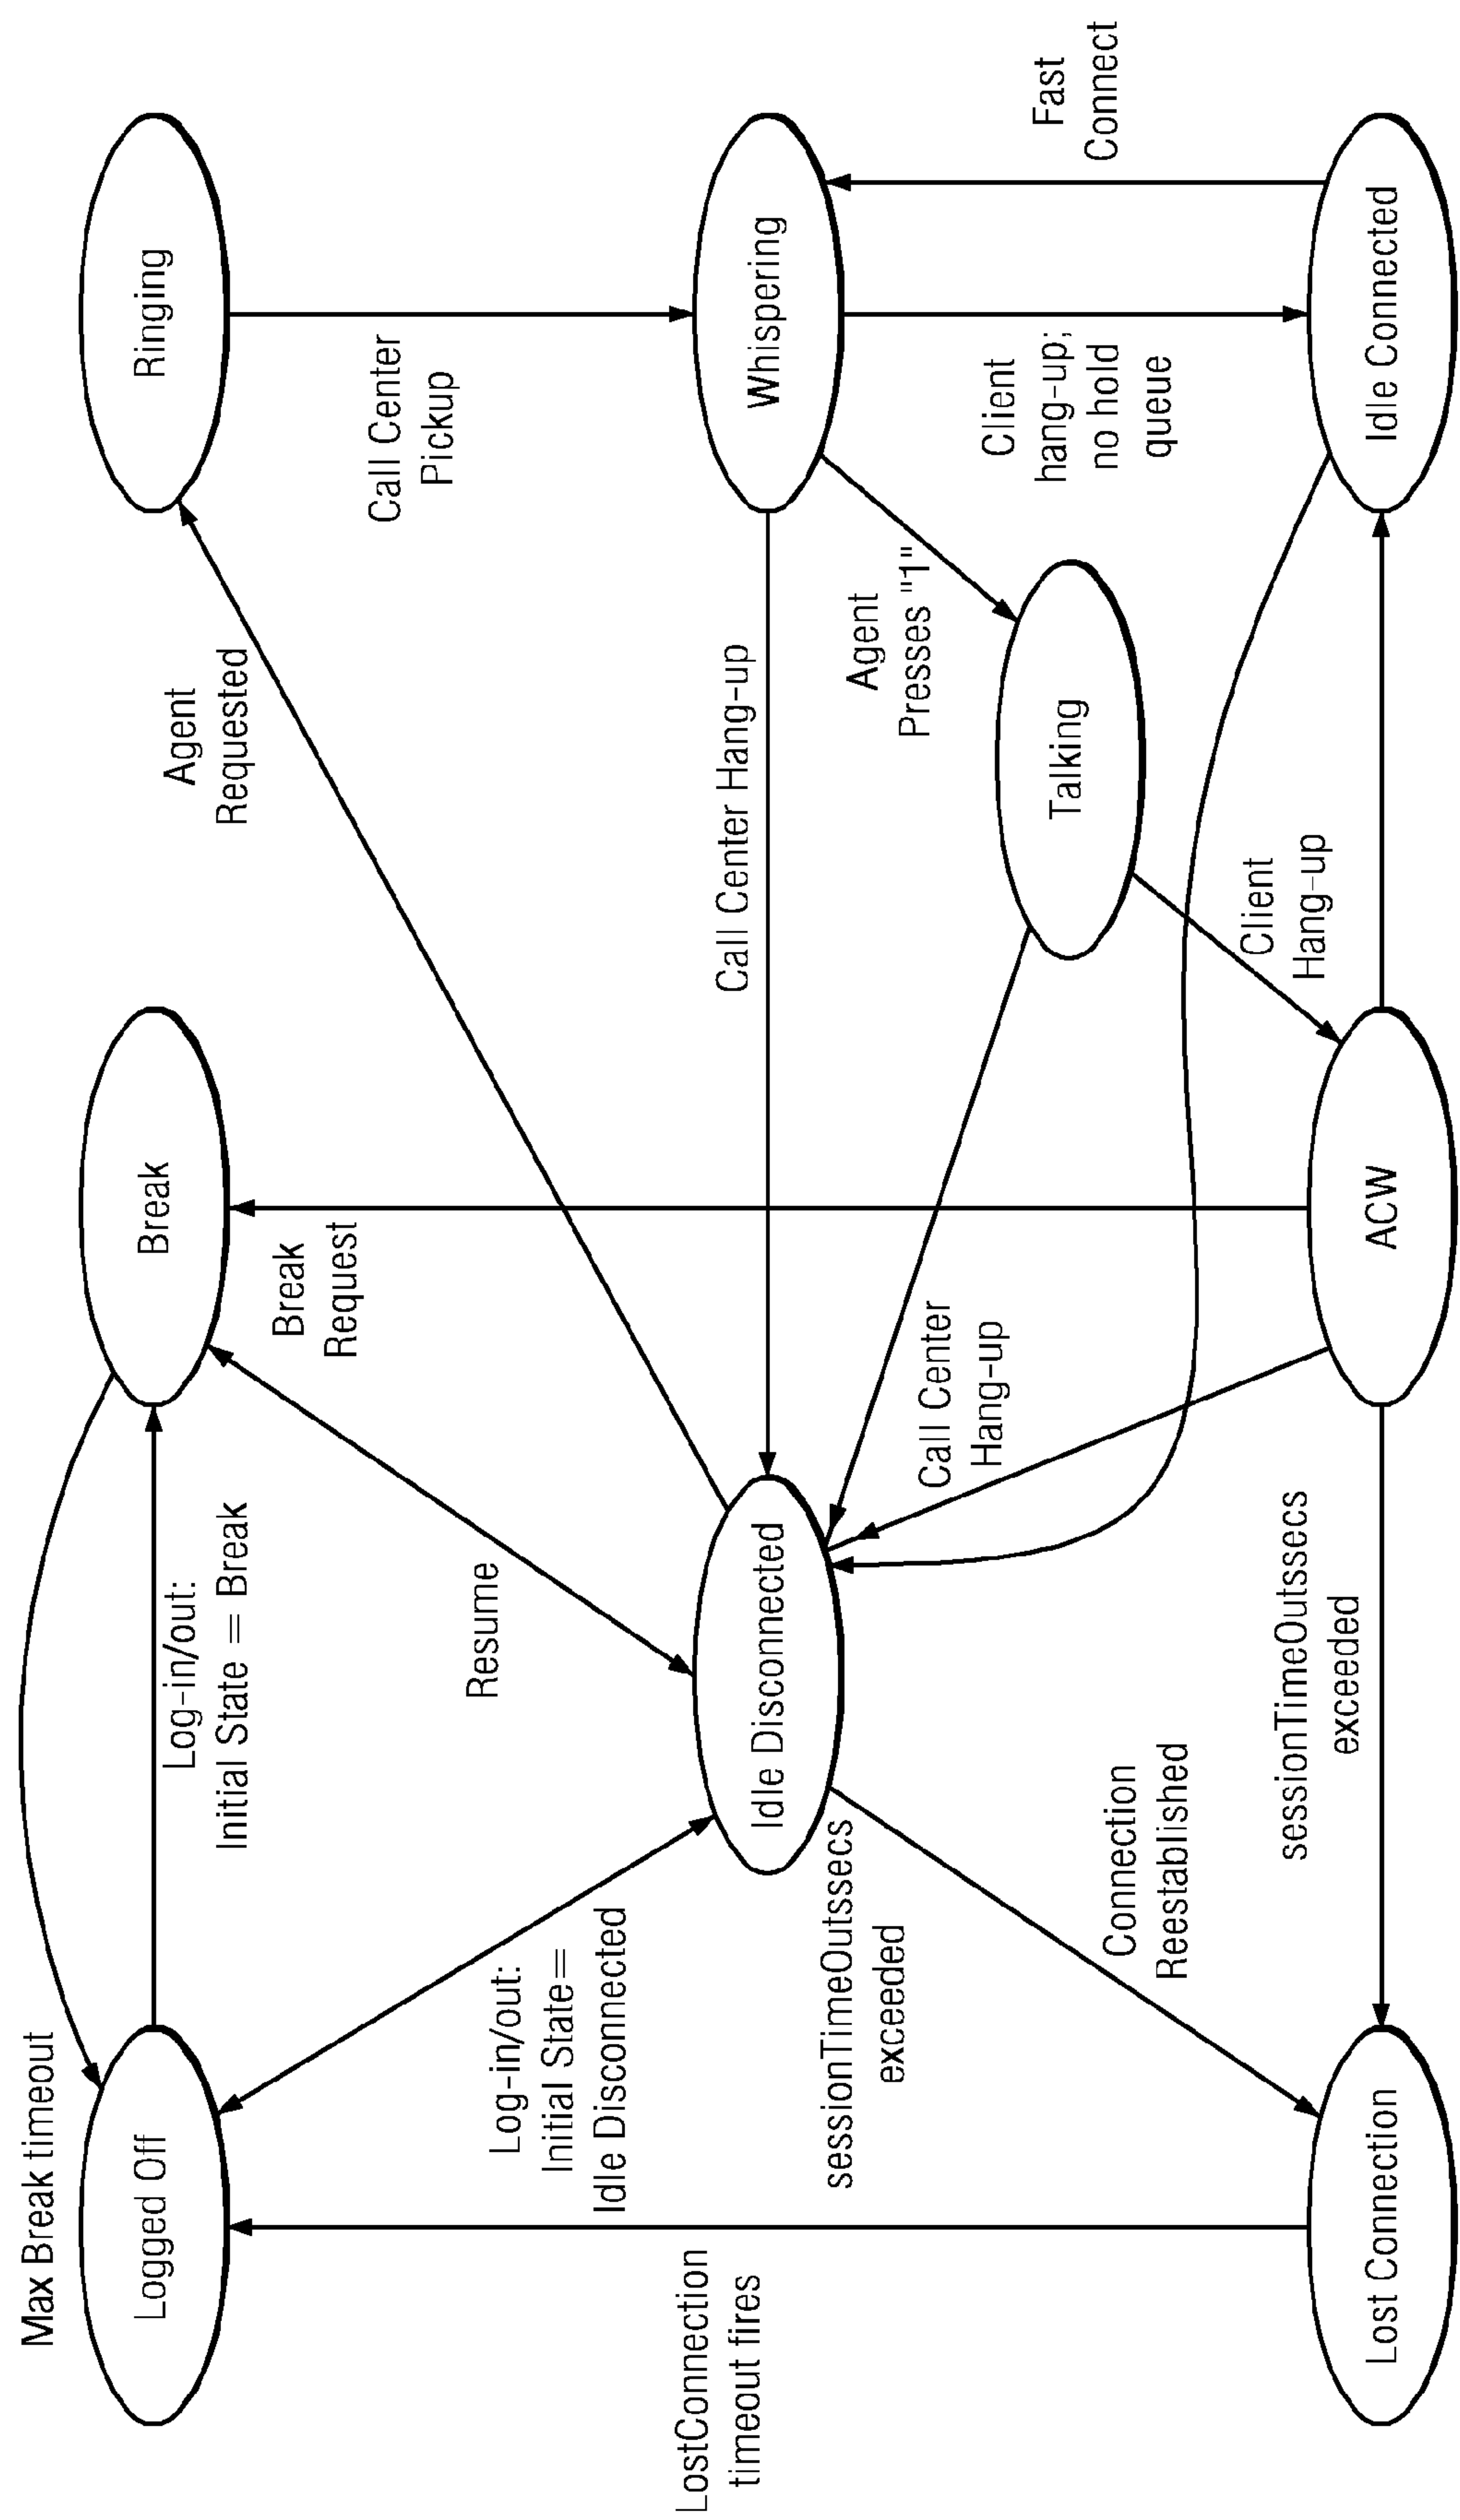 Max Break timeout
Logged Off
Log-in/out:
Initial State = Break
Break
Agent
Requested
Ringing
Break
Request
Call Center
Pickup
Resume
Log-in/out:
Initial State=
Idle Disconnected
LostConnection
timeout fires
Idle Disconnected
Call Center Hang-up
Whispering
sessionTimeOutssecs
exceeded
Call Center
Hang-up
Agent
Presses "1"
Talking
Client
hang-up;
no hold
queue
Fast
Connect
Connection
Reestablished
sessionTimeOutssecs
exceeded
Client
Hang-up
Lost Connection
ACW
Idle Connected